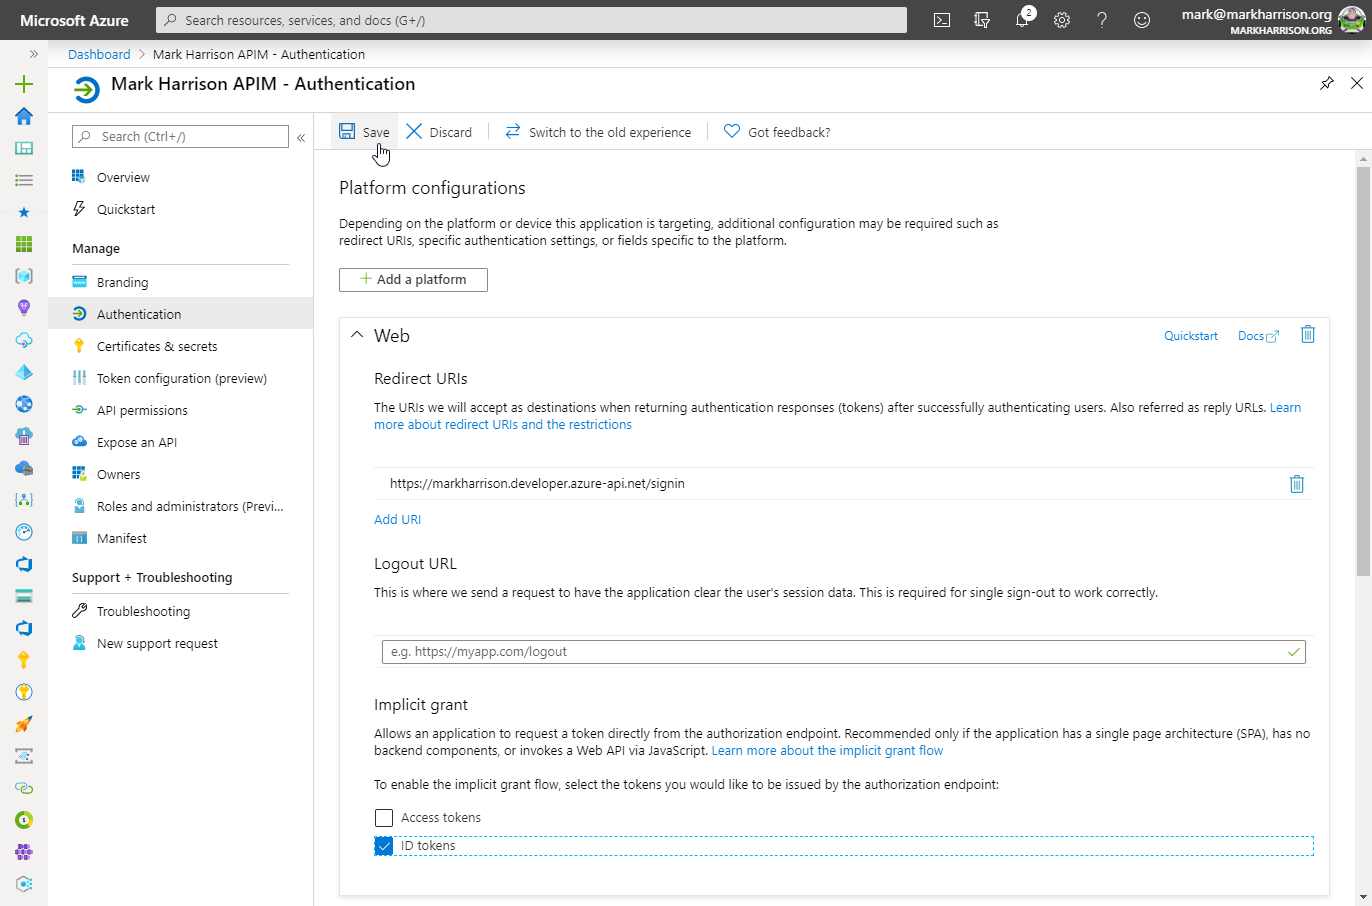 Microsoft Azure
Search resources, services, and docs (G+/)
2
mark@markharrison.org
MARKHARRISON.ORG
Dashboard > Mark Harrison APIM - Authentication
Mark Harrison APIM - Authentication
Search (Ctrl+/)
Overview
Quickstart
Manage
Branding
Authentication
Certificates & secrets
Token configuration (preview)
API permissions
Expose an API
Owners
Roles and administrators (Previ...
Manifest
Support + Troubleshooting
Troubleshooting
New support request
Save
Discard
Switch to the old experience
Got feedback?
Platform configurations
Depending on the platform or device this application is targeting, additional configuration may be required such as
redirect URIs, specific authentication settings, or fields specific to the platform.
Add a platform
Web
Quickstart
Docs
Redirect URIs
The URIs we will accept as destinations when returning authentication responses (tokens) after successfully authenticating users. Also referred as reply URLs. Learn
more about redirect URIs and the restrictions
https://markharrison.developer.azure-api.net/signin
Add URI
Logout URL
This is where we send a request to have the application clear the user's session data. This is required for single sign-out to work correctly.
e.g. https://myapp.com/logout
Implicit grant
Allows an application to request a token directly from the authorization endpoint. Recommended only if the application has a single page architecture (SPA), has no
backend components, or invokes a Web API via JavaScript. Learn more about the implicit grant flow
To enable the implicit grant flow, select the tokens you would like to be issued by the authorization endpoint:
Access tokens
ID tokens